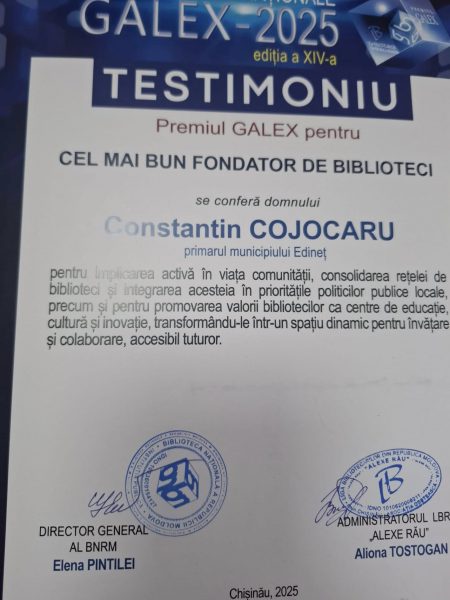 GALEX-2025
ediția a XIV-a
TESTIMONIU
Premiul GALEX pentru
CEL MAI BUN FONDATOR DE BIBLIOTECI
se conferă domnului
Constantin COJOCARU
primarul municipiului Edineț
pentru implicarea activă în viața comunității, consolidarea rețelei de
biblioteci și integrarea acesteia în prioritățile politicilor publice locale,
precum și pentru promovarea valorii bibliotecilor ca centre de educație,
cultură și inovație, transformându-le într-un spațiu dinamic pentru învățare
și colaborare, accesibil tuturor.
DIRECTOR GENERAL
AL BNRM
Elena PINTILEI
ADMINISTRATORUL LBR
„ALEXE RĂU”
Aliona TOSTOGAN
Chișinău, 2025